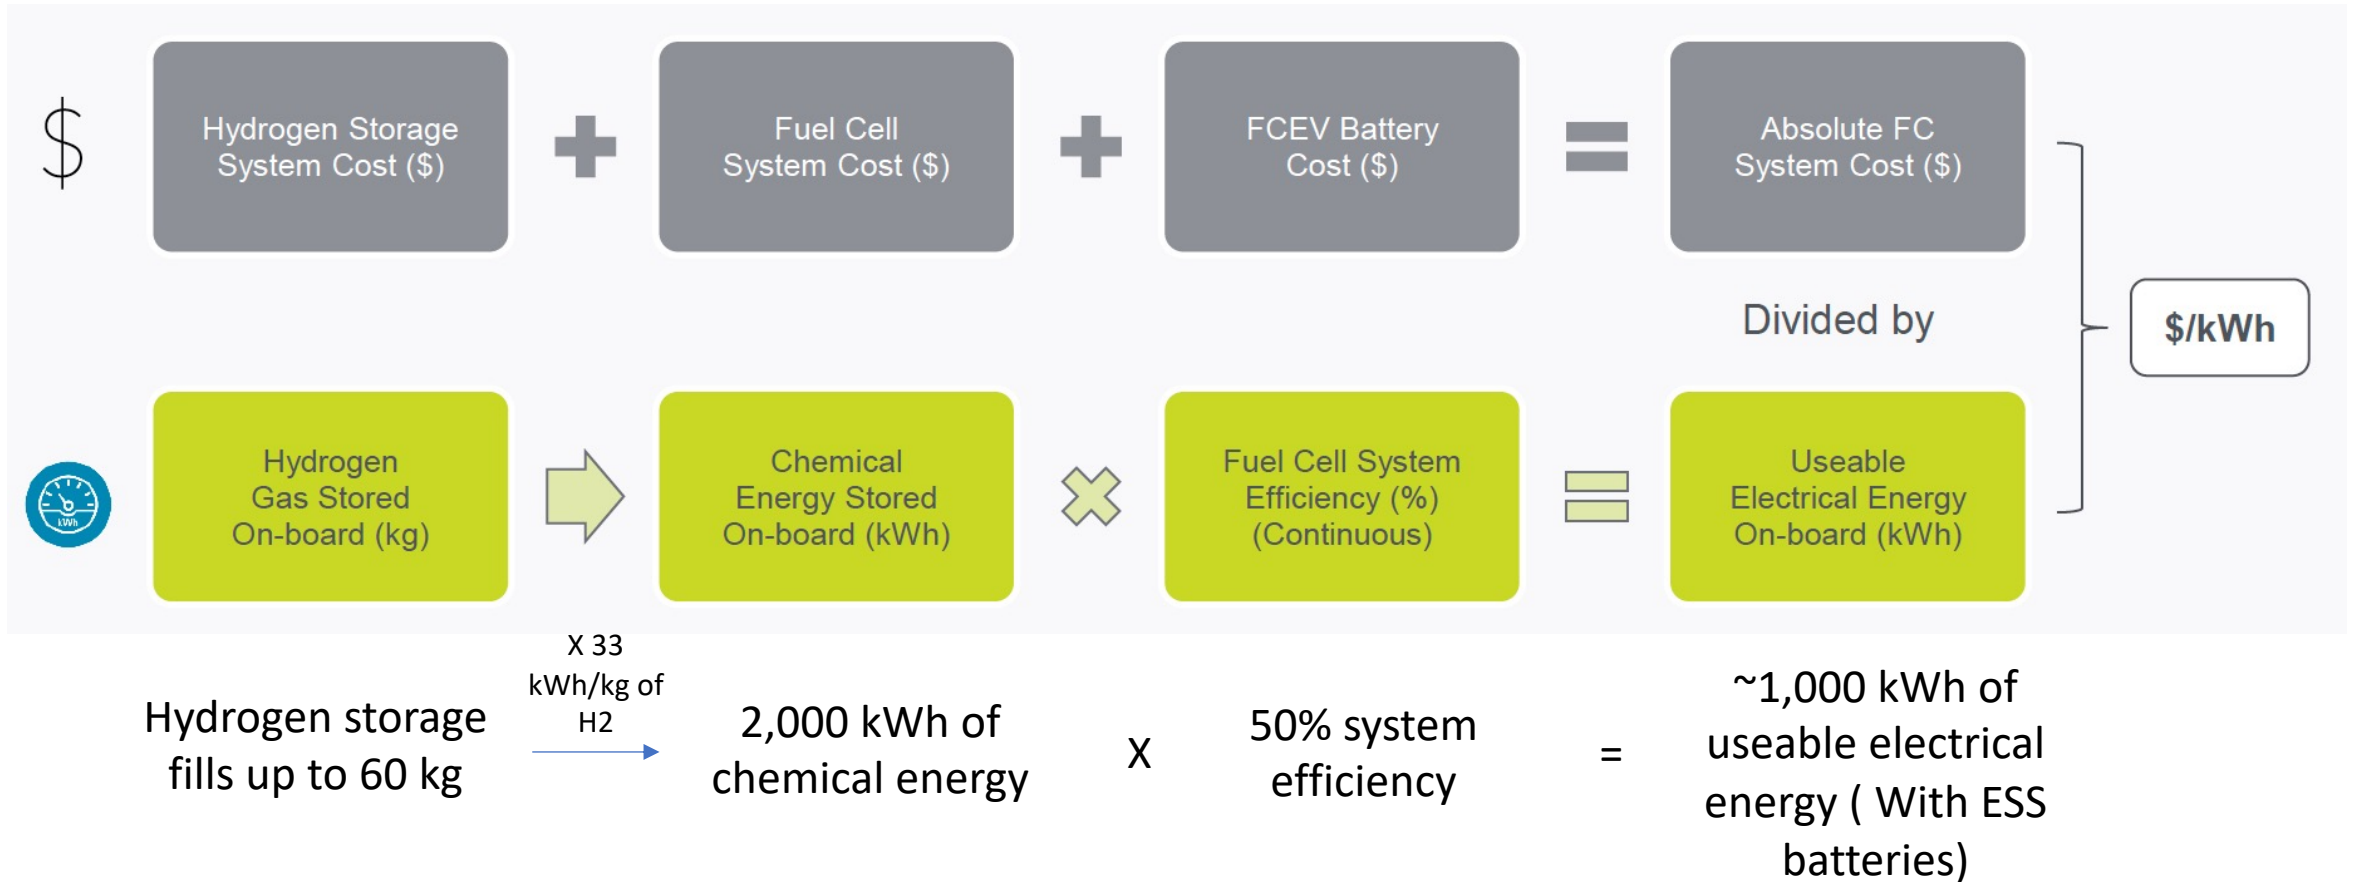 $
Hydrogen Storage
System Cost ($)
Fuel Cell
System Cost ($)
FCEV Battery
Cost ($)
Absolute FC
System Cost ($)
Divided by
$/kWh
kWh
Hydrogen
Gas Stored
On-board (kg)
Chemical
Energy Stored
On-board (kWh)
Fuel Cell System
Efficiency (%)
(Continuous)
Useable
Electrical Energy
On-board (kWh)
Hydrogen storage
fills up to 60 kg
X 33
kWh/kg of
H2
2,000 kWh of
chemical energy
X
50% system
efficiency
=
~1,000 kWh of
useable electrical
energy ( With ESS
batteries)